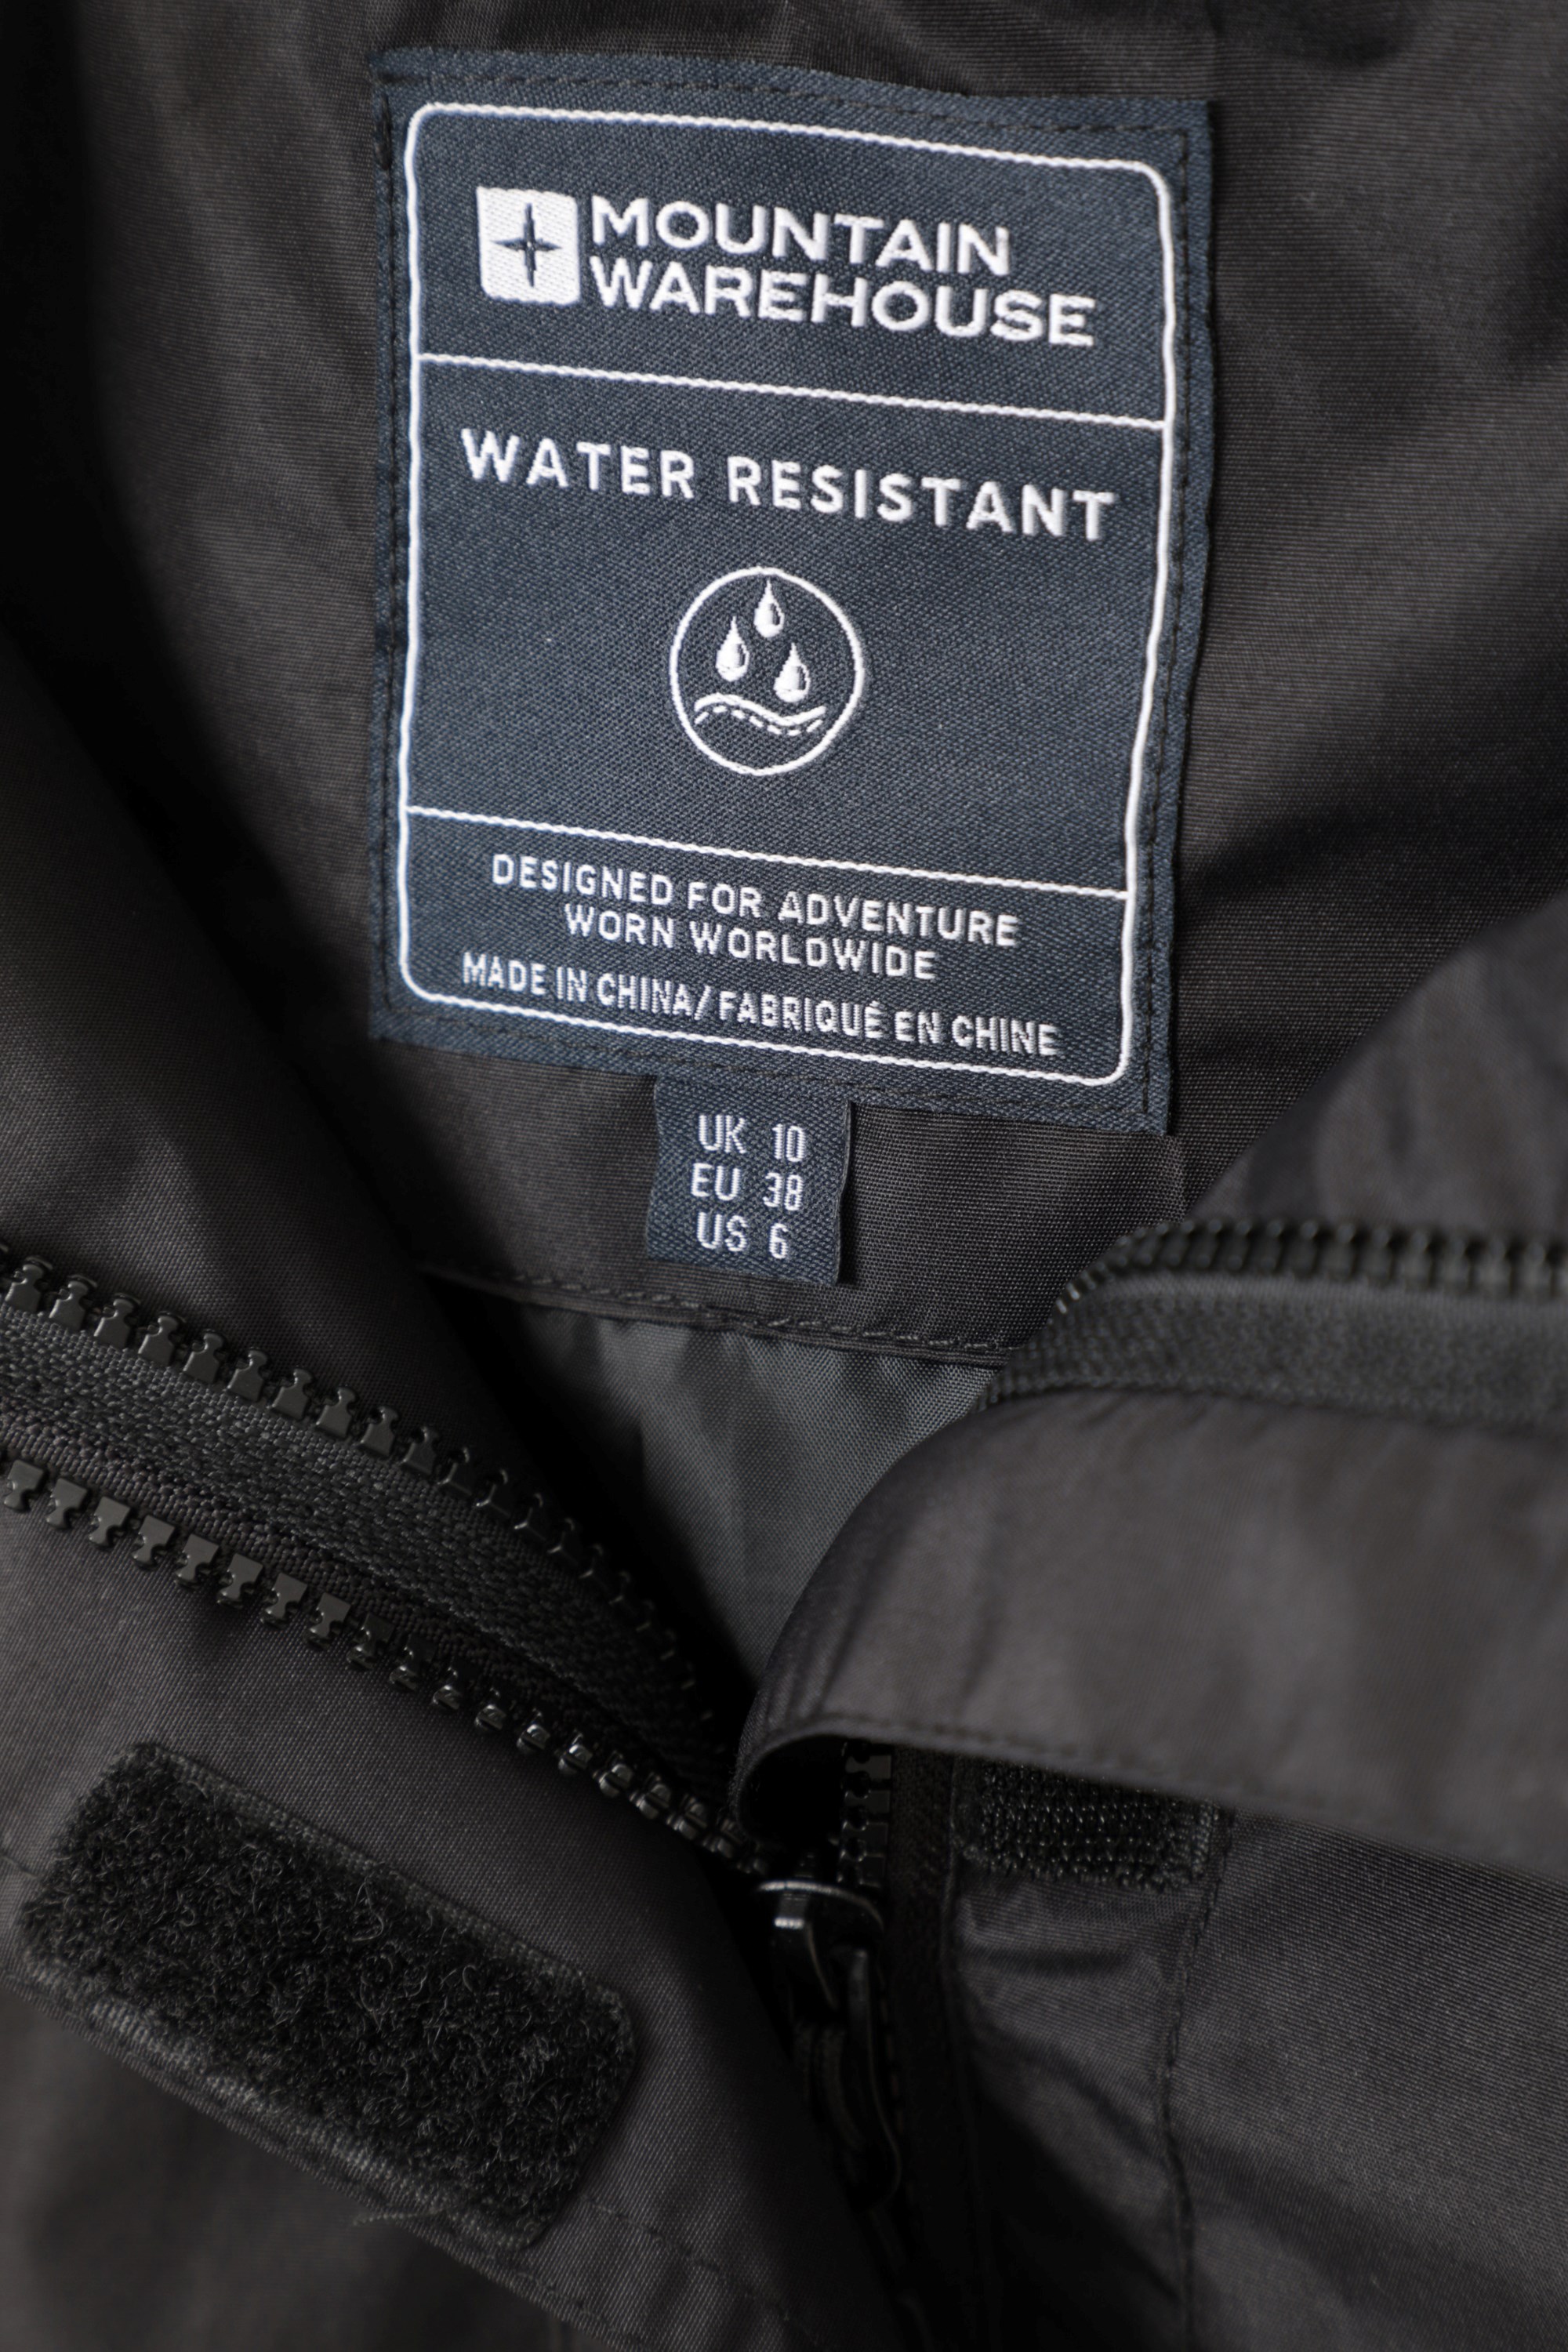 MOUNTAIN
WAREHOUSE
WATER RESISTANT
DESIGNED FOR ADVENTURE
WORN WORLDWIDE
MADE IN CHINA/FABRIQUÉ EN CHINE
UK 10
EU 38
US 6